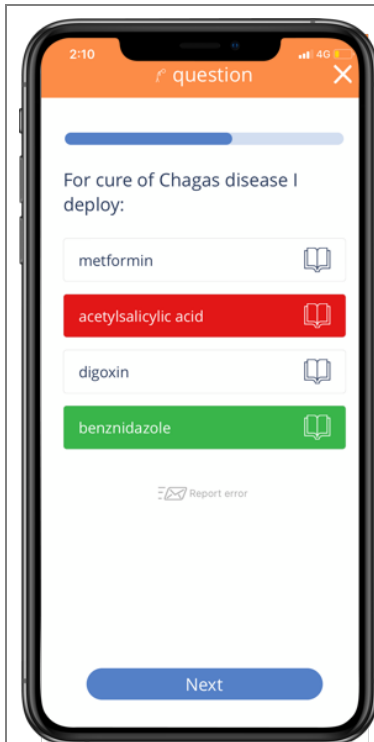 2:10
4G
question
For cure of Chagas disease I
deploy:
metformin
acetylsalicylic acid
digoxin
benznidazole
Report error
Next